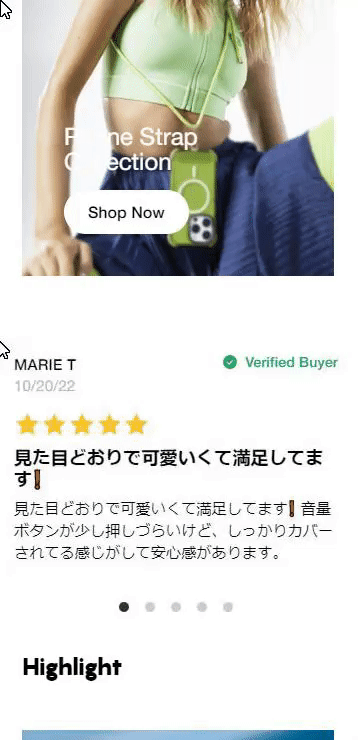 Phone Strap
Collection
Shop Now
MARIE T
Verified Buyer
10/20/22
見た目どおりで可愛いくて満足してま
す❗
見た目どおりで可愛いくて満足してます❗音量
ボタンが少し押しづらいけど、しっかりカバー
されてる感じがして安心感があります。
Highlight